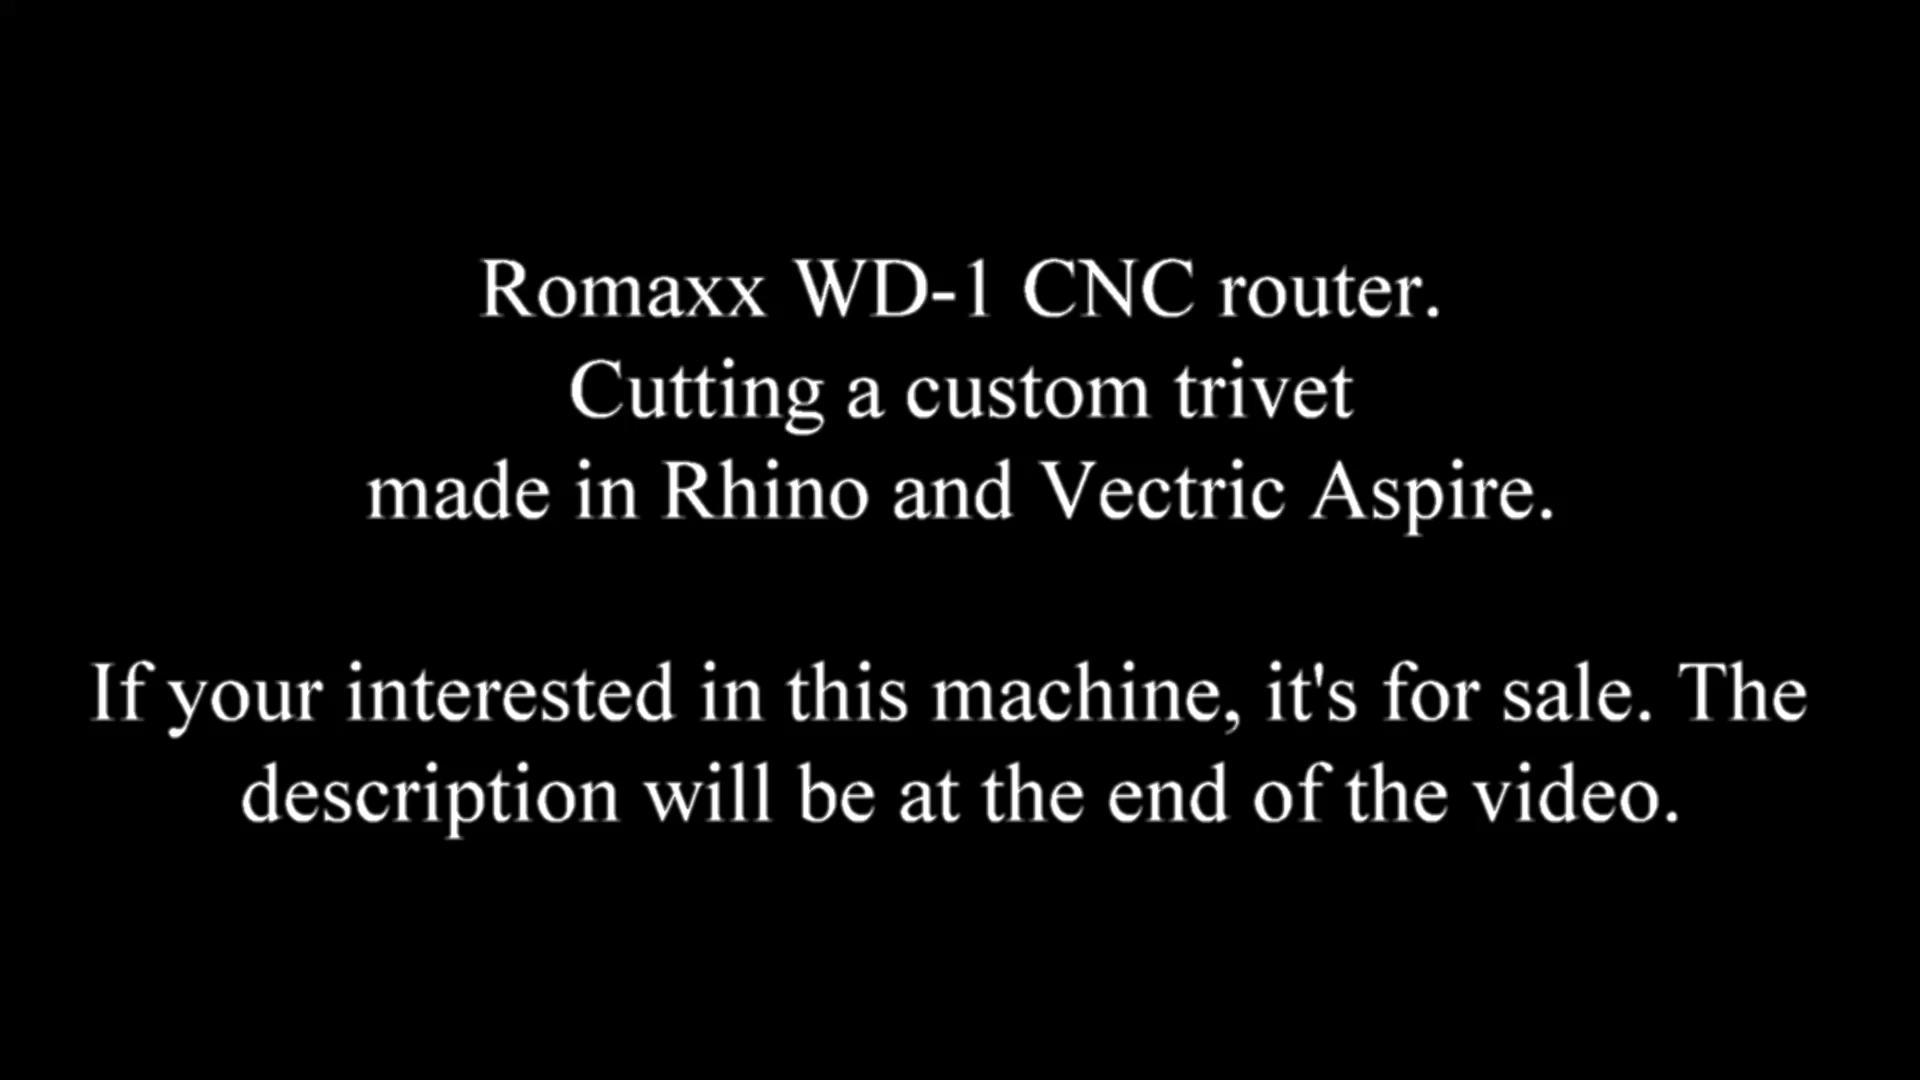 Romaxx WD-1 CNC router.
Cutting a custom trivet
made in Rhino and Vectric Aspire.
If your interested in this machine, it's for sale. The
description will be at the end of the video.